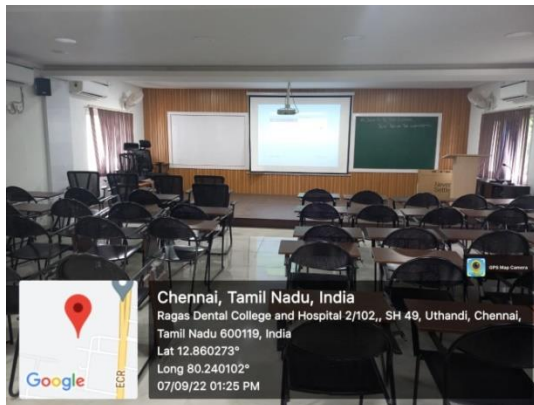 GPS Map Camera
Chennai, Tamil Nadu, India
Ragas Dental College and Hospital 2/102,, SH 49, Uthandi, Chennai,
Tamil Nadu 600119, India
Lat 12.860273°
Long 80.240102°
07/09/22 01:25 PM
Google
ECR